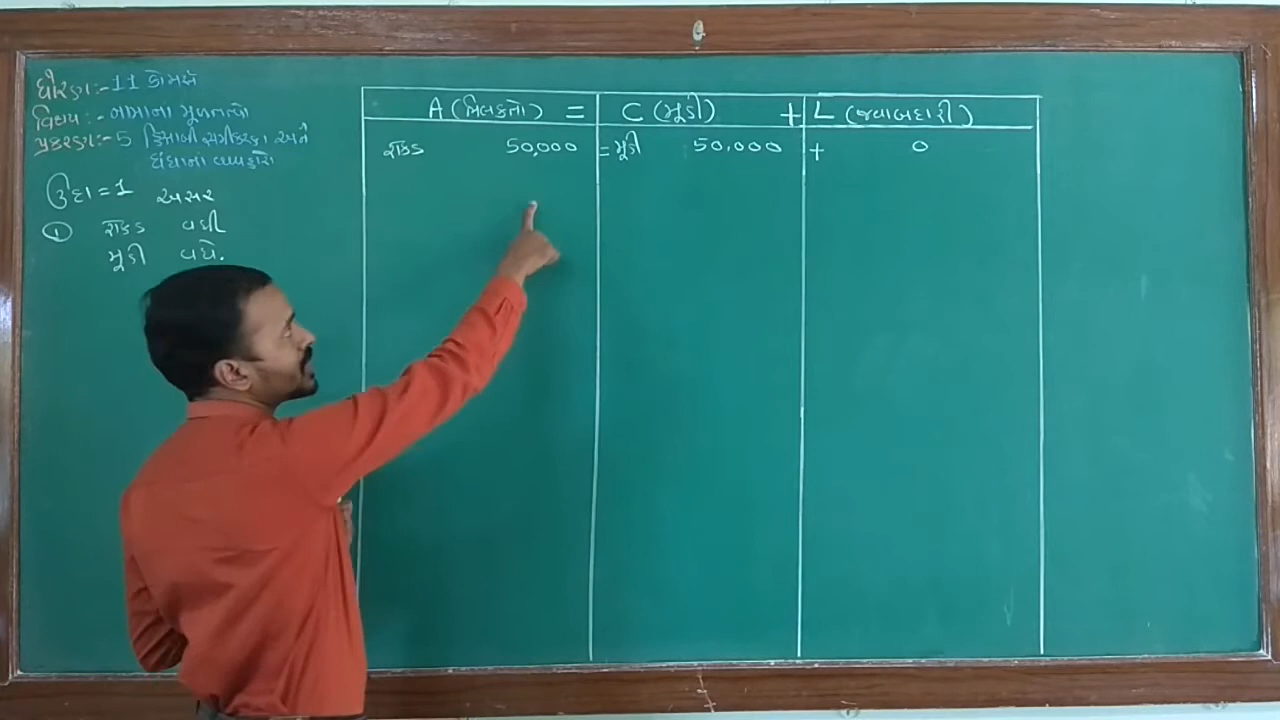 ધોરણ:- 11 કોમર્સ
વિષય:- નામાના મૂળતત્વો
પ્રકરણ:- 5 હિસાબી સમીકરણ અને
ધંધાના વ્યવહારો
ઉદા = 1 અસર
① રોકડ વધી
મૂડી વધે.
A (મિલકતો) = C (મૂડી) + L (જવાબદારી)
રોકડ 50,000 = મૂડી 50,000 + 0